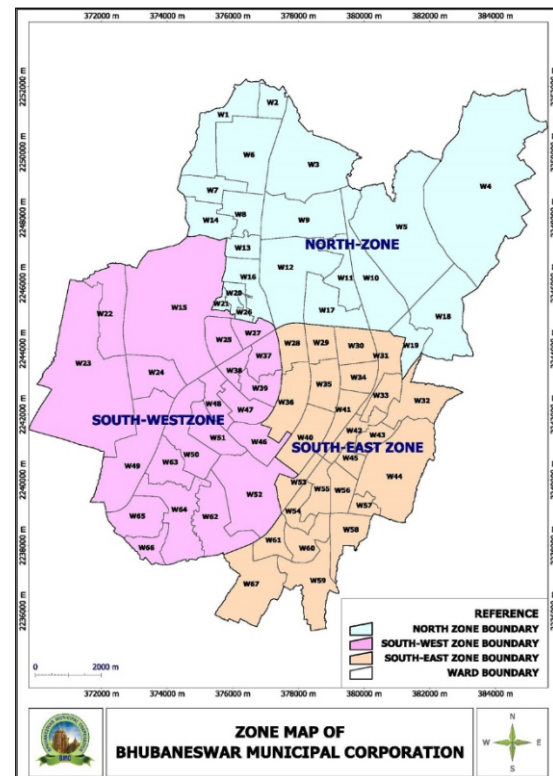 372000 m 374000 m 376000 m 378000 m 380000 m 382000 m 384000 m
2252000 m
2250000 m
2248000 m
2246000 m
2244000 m
2242000 m
2240000 m
2238000 m
2236000 m
W1
W2
W6
W3
W4
W7
W14
W8
W9
W5
W13
NORTH-ZONE
W16
W12
W11
W10
W20
W21
W26
W17
W18
W15
W22
W23
W25
W27
W28
W29
W30
W31
W19
W37
W24
W38
W39
W35
W34
W33
W32
W36
W48
W47
W41
SOUTH-WESTZONE
W51
W46
W40
W42
W43
SOUTH-EAST ZONE
W49
W63
W50
W45
W44
W52
W53
W55
W56
W57
W54
W65
W64
W62
W58
W66
W61
W60
W67
W59
REFERENCE
NORTH ZONE BOUNDARY
SOUTH-WEST ZONE BOUNDARY
SOUTH-EAST ZONE BOUNDARY
WARD BOUNDARY
0 2000 m
372000 m 374000 m 376000 m 378000 m 380000 m 382000 m 384000 m
BMC
ZONE MAP OF
BHUBANESWAR MUNICIPAL CORPORATION
N
W E
S